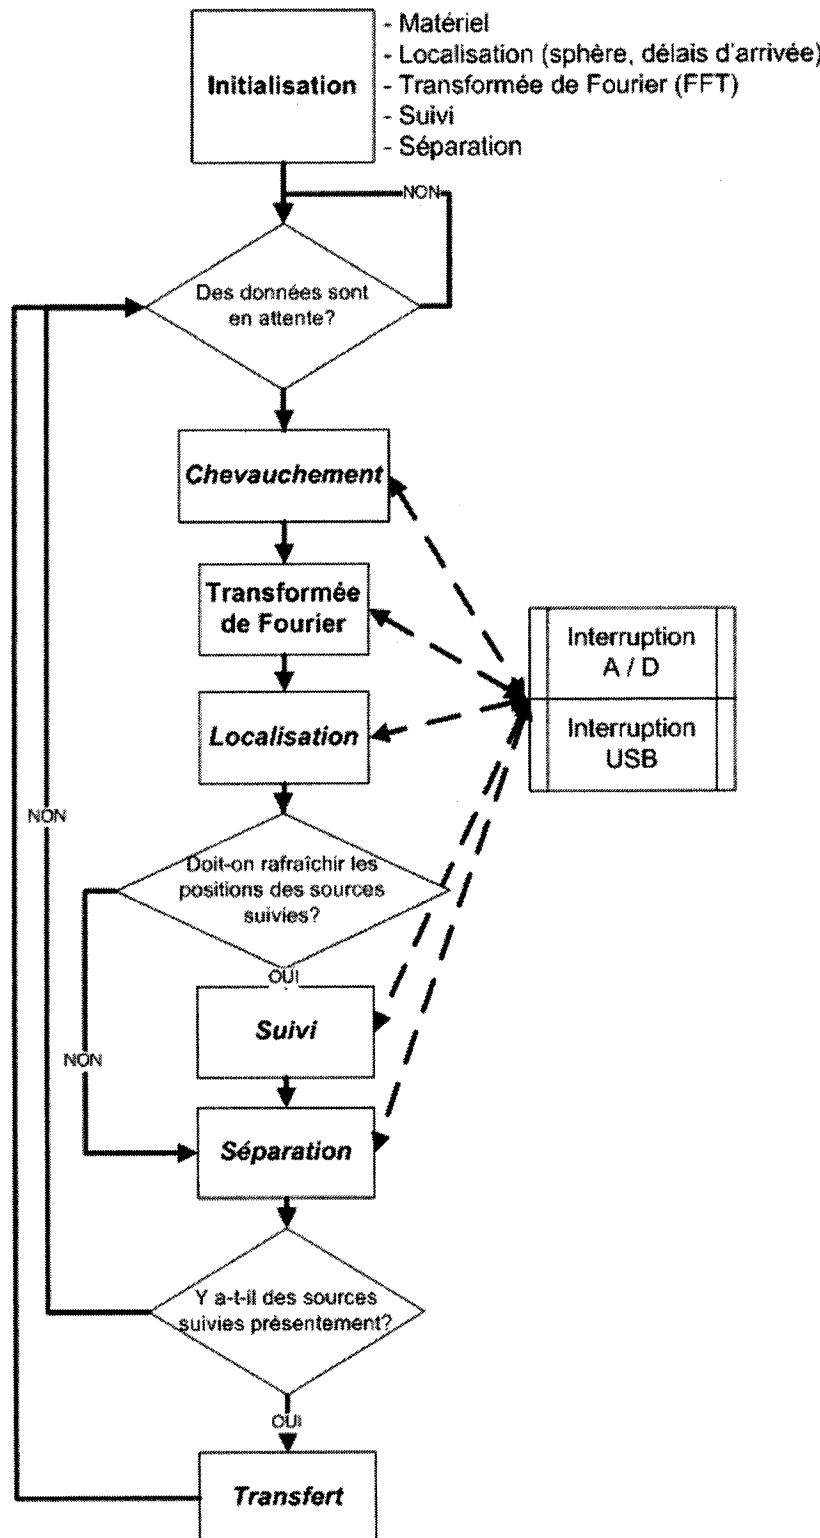 Initialisation
- Matériel
- Localisation (sphère, délais d'arrivée)
- Transformée de Fourier (FFT)
- Suivi
- Séparation
NON
Des données sont
en attente?
Chevauchement
Transformée
de Fourier
Interruption
A / D
Interruption
USB
Localisation
NON
Doit-on rafraîchir les
positions des sources
suivies?
OUI
Suivi
NON
Séparation
Y a-t-il des sources
suivies présentement?
OUI
Transfert